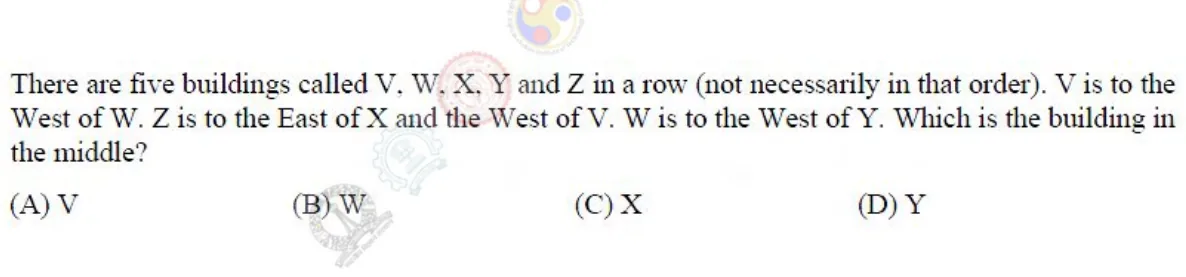 There are five buildings called V, W, X, Y and Z in a row (not necessarily in that order). V is to the
West of W. Z is to the East of X and the West of V. W is to the West of Y. Which is the building in
the middle?
(A) V (B) W (C) X (D) Y